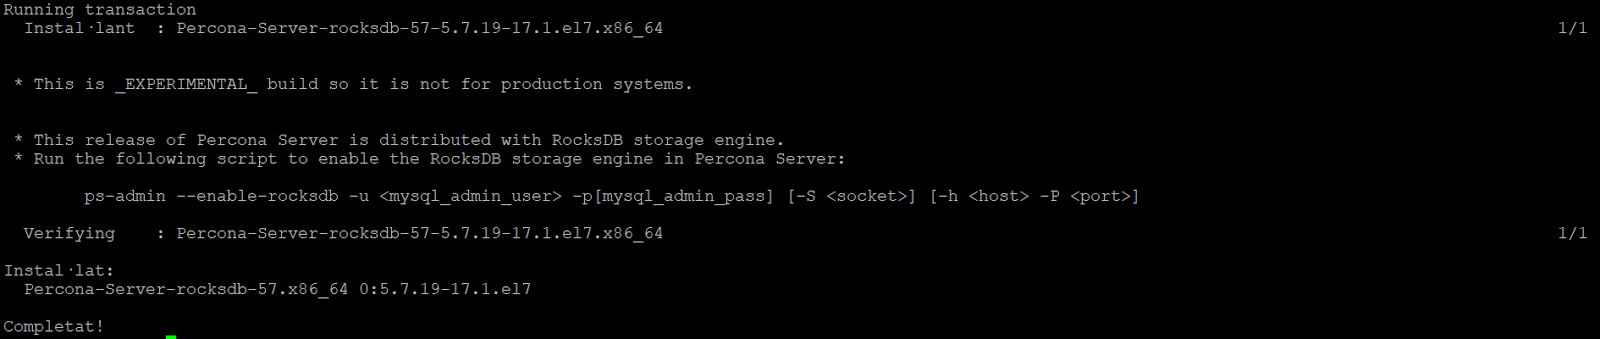 Running transaction
  Instal·lant  : Percona-Server-rocksdb-57-5.7.19-17.1.el7.x86_64                                                                                        1/1
 * This is _EXPERIMENTAL_ build so it is not for production systems.
 * This release of Percona Server is distributed with RocksDB storage engine.
 * Run the following script to enable the RocksDB storage engine in Percona Server:
        ps-admin --enable-rocksdb -u <mysql_admin_user> -p[mysql_admin_pass] [-S <socket>] [-h <host> -P <port>]
  Verifying    : Percona-Server-rocksdb-57-5.7.19-17.1.el7.x86_64                                                                                        1/1
Instal·lat:
  Percona-Server-rocksdb-57.x86_64 0:5.7.19-17.1.el7
Completat!